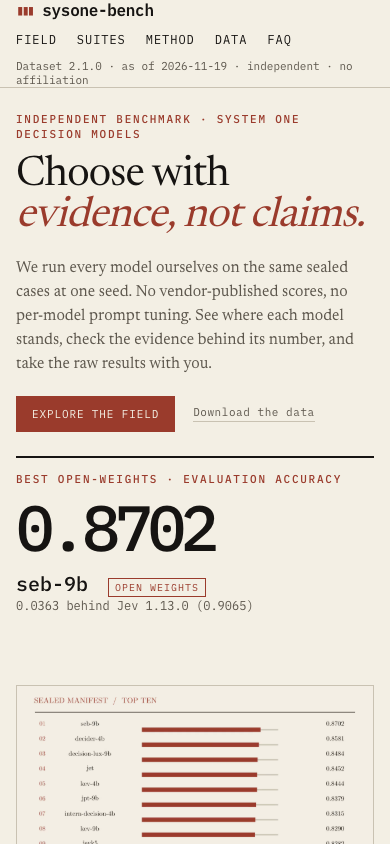 sysone-bench
FIELD SUITES METHOD DATA FAQ
Dataset 2.1.0 · as of 2026-11-19 · independent · no
affiliation
INDEPENDENT BENCHMARK · SYSTEM ONE
DECISION MODELS
Choose with
evidence, not claims.
We run every model ourselves on the same sealed
cases at one seed. No vendor-published scores, no
per-model prompt tuning. See where each model
stands, check the evidence behind its number, and
take the raw results with you.
EXPLORE THE FIELD Download the data
BEST OPEN-WEIGHTS · EVALUATION ACCURACY
0.8702
seb-9b OPEN WEIGHTS
0.0363 behind Jev 1.13.0 (0.9065)
SEALED MANIFEST / TOP TEN
01 seb-9b 0.8702
02 decider-4b 0.8581
03 decision-lux-9b 0.8484
04 jet 0.8452
05 kev-4b 0.8444
06 jpt-9b 0.8379
07 intern-decision-4b 0.8315
08 kev-9b 0.8290